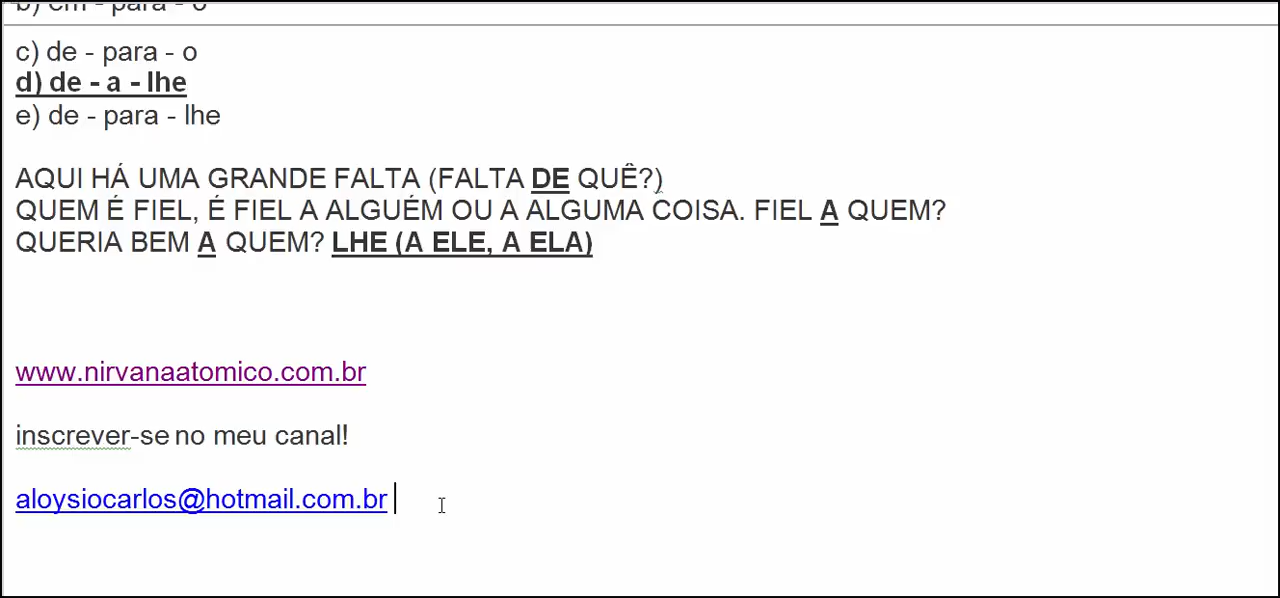 b) em - para - o
c) de - para - o
d) de - a - lhe
e) de - para - lhe
AQUI HÁ UMA GRANDE FALTA (FALTA DE QUÊ?)
QUEM É FIEL, É FIEL A ALGUÉM OU A ALGUMA COISA. FIEL A QUEM?
QUERIA BEM A QUEM? LHE (A ELE, A ELA)
www.nirvanaatomico.com.br
inscrever-se no meu canal!
aloysiocarlos@hotmail.com.br